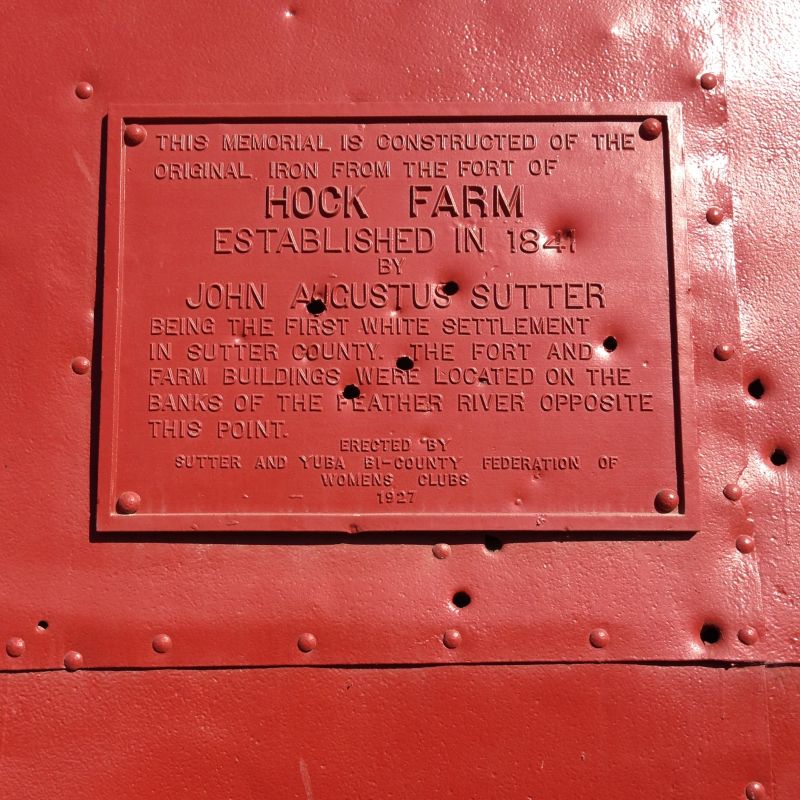 THIS MEMORIAL IS CONSTRUCTED OF THE
ORIGINAL IRON FROM THE FORT OF
HOCK FARM
ESTABLISHED IN 1841
BY
JOHN AUGUSTUS SUTTER
BEING THE FIRST WHITE SETTLEMENT
IN SUTTER COUNTY. THE FORT AND
FARM BUILDINGS WERE LOCATED ON THE
BANKS OF THE FEATHER RIVER OPPOSITE
THIS POINT.
ERECTED BY
SUTTER AND YUBA BI-COUNTY FEDERATION OF
WOMENS CLUBS
1927